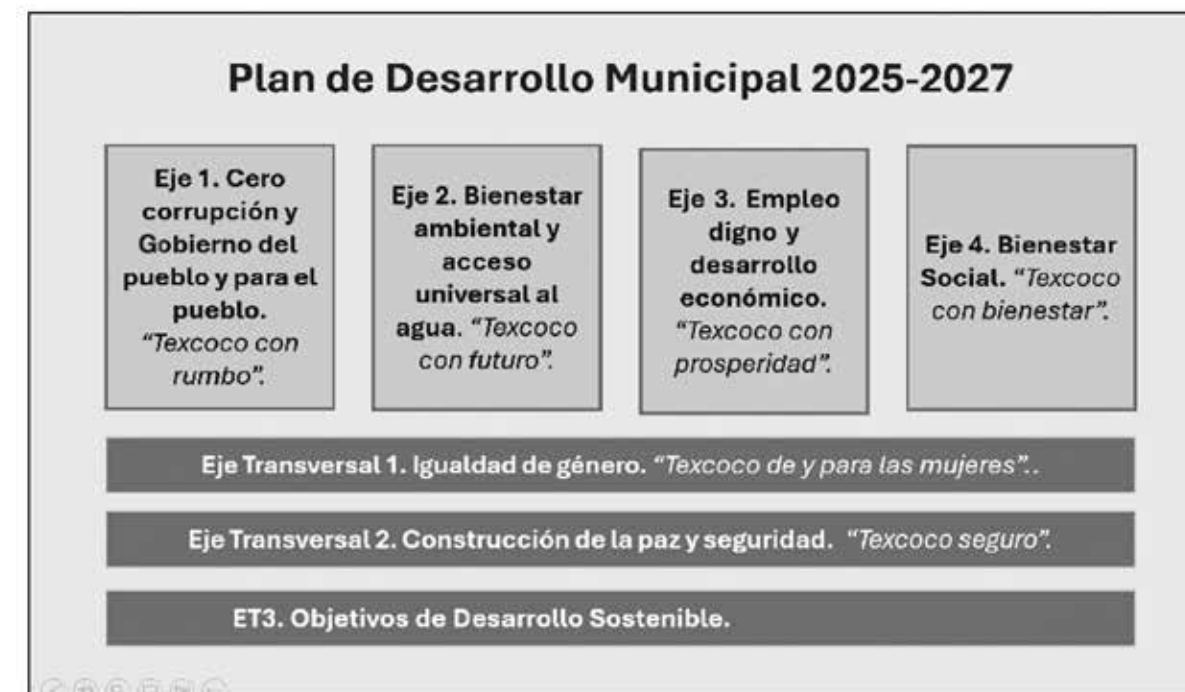 Plan de Desarrollo Municipal 2025-2027
Eje 1. Cero
corrupción y
Gobierno del
pueblo y para el
pueblo.
“Texcoco con
rumbo”.
Eje 2. Bienestar
ambiental y
acceso
universal al
agua. “Texcoco
con futuro”.
Eje 3. Empleo
digno y
desarrollo
económico.
“Texcoco con
prosperidad”.
Eje 4. Bienestar
Social. “Texcoco
con bienestar”.
Eje Transversal 1. Igualdad de género. “Texcoco de y para las mujeres”..
Eje Transversal 2. Construcción de la paz y seguridad. “Texcoco seguro”.
ET3. Objetivos de Desarrollo Sostenible.